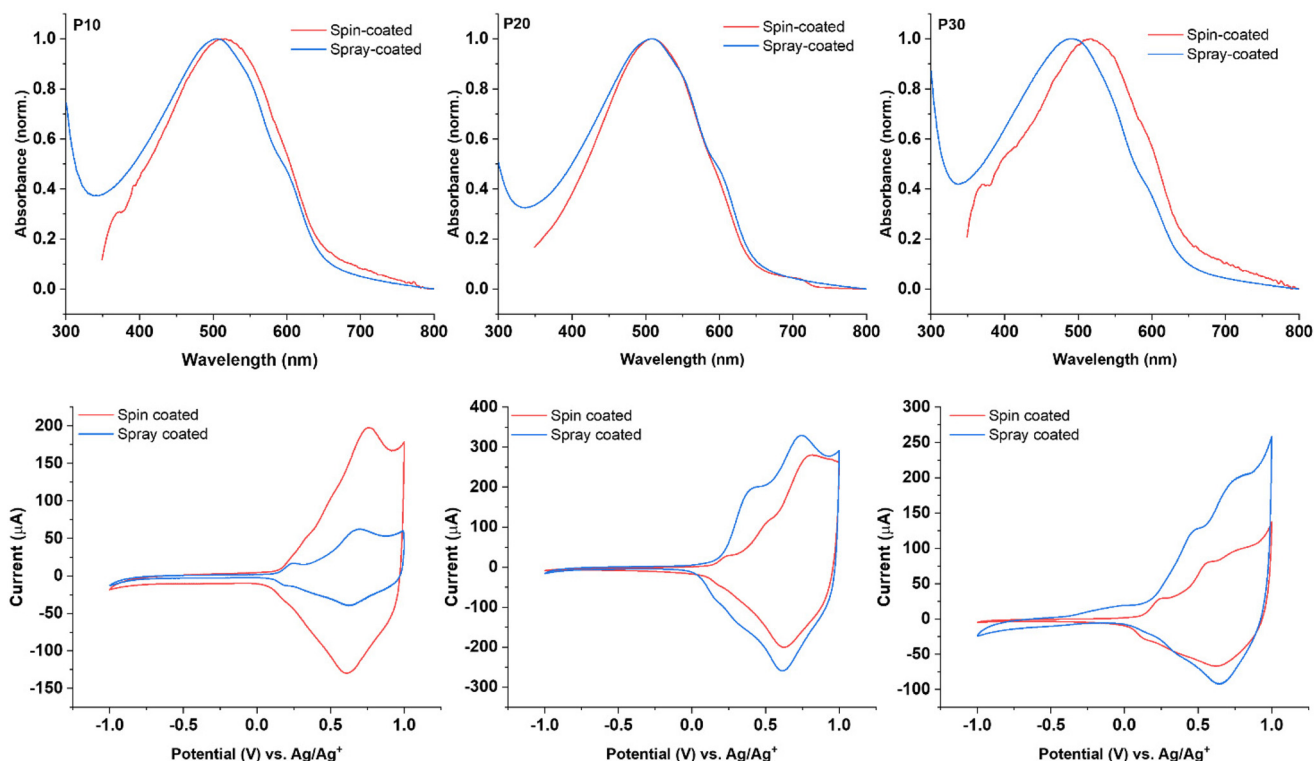 P10
Spin-coated
Spray-coated
1.0
0.8
0.6
0.4
0.2
0.0
Absorbance (norm.)
300 400 500 600 700 800
Wavelength (nm)
P20
Spin-coated
Spray-coated
1.0
0.8
0.6
0.4
0.2
0.0
Absorbance (norm.)
300 400 500 600 700 800
Wavelength (nm)
P30
Spin-coated
Spray-coated
1.0
0.8
0.6
0.4
0.2
0.0
Absorbance (norm.)
300 400 500 600 700 800
Wavelength (nm)
Spin coated
Spray coated
200
150
100
50
0
-50
-100
-150
Current (μA)
-1.0 -0.5 0.0 0.5 1.0
Potential (V) vs. Ag/Ag⁺
Spin coated
Spray coated
400
300
200
100
0
-100
-200
-300
Current (μA)
-1.0 -0.5 0.0 0.5 1.0
Potential (V) vs. Ag/Ag⁺
Spin coated
Spray coated
300
250
200
150
100
50
0
-50
-100
Current (μA)
-1.0 -0.5 0.0 0.5 1.0
Potential (V) vs. Ag/Ag⁺